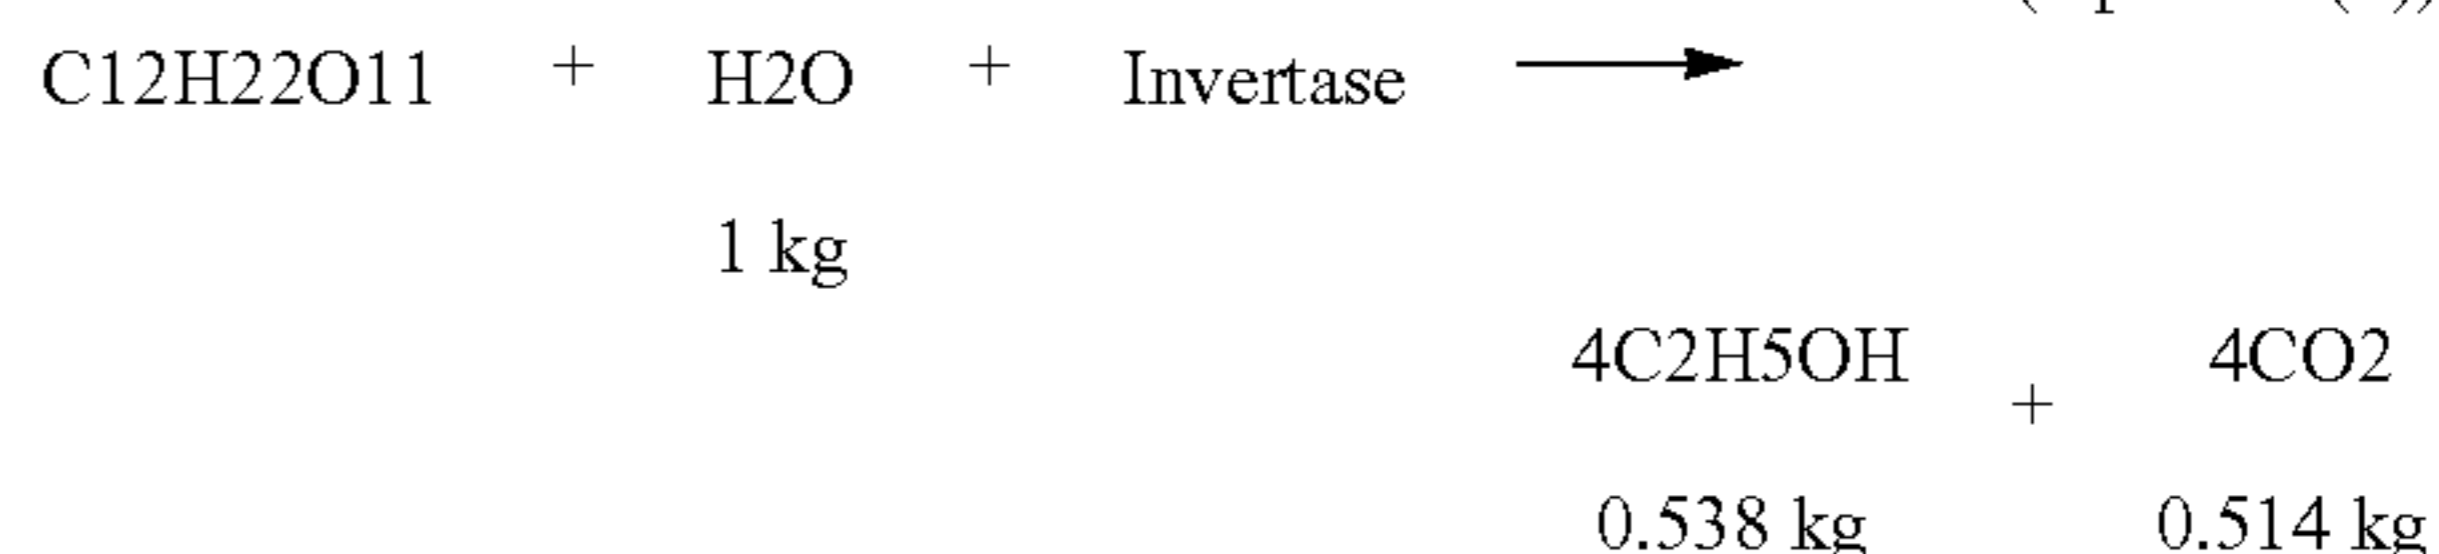 C12H22O11 + H2O + Invertase ⟶
1 kg
4C2H5OH + 4CO2
0.538 kg 0.514 kg